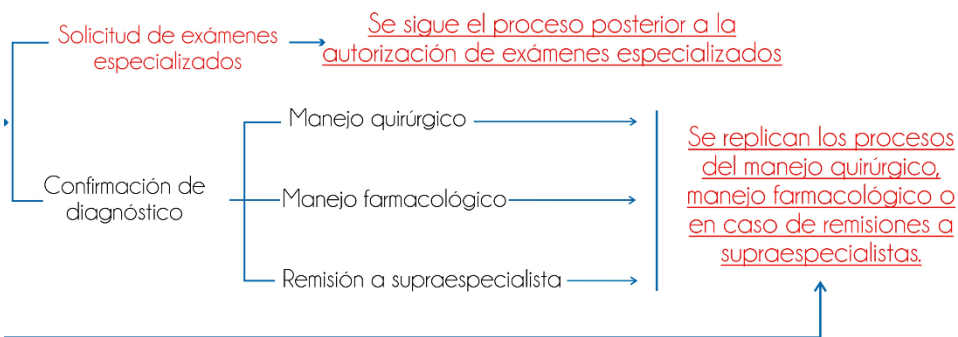 Solicitud de exámenes
especializados
Se sigue el proceso posterior a la
autorización de exámenes especializados
Confirmación de
diagnóstico
Manejo quirúrgico
Manejo farmacológico
Remisión a supraespecialista
Se replican los procesos
del manejo quirúrgico,
manejo farmacológico o
en caso de remisiones a
supraespecialistas.